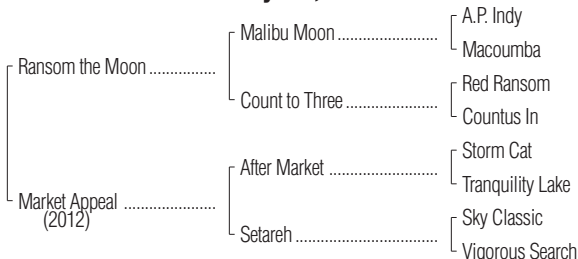 A.P. Indy
Malibu Moon
Macoumba
Ransom the Moon
Red Ransom
Count to Three
Countus In
Storm Cat
After Market
Tranquility Lake
Market Appeal
(2012)
Sky Classic
Setareh
Vigorous Search